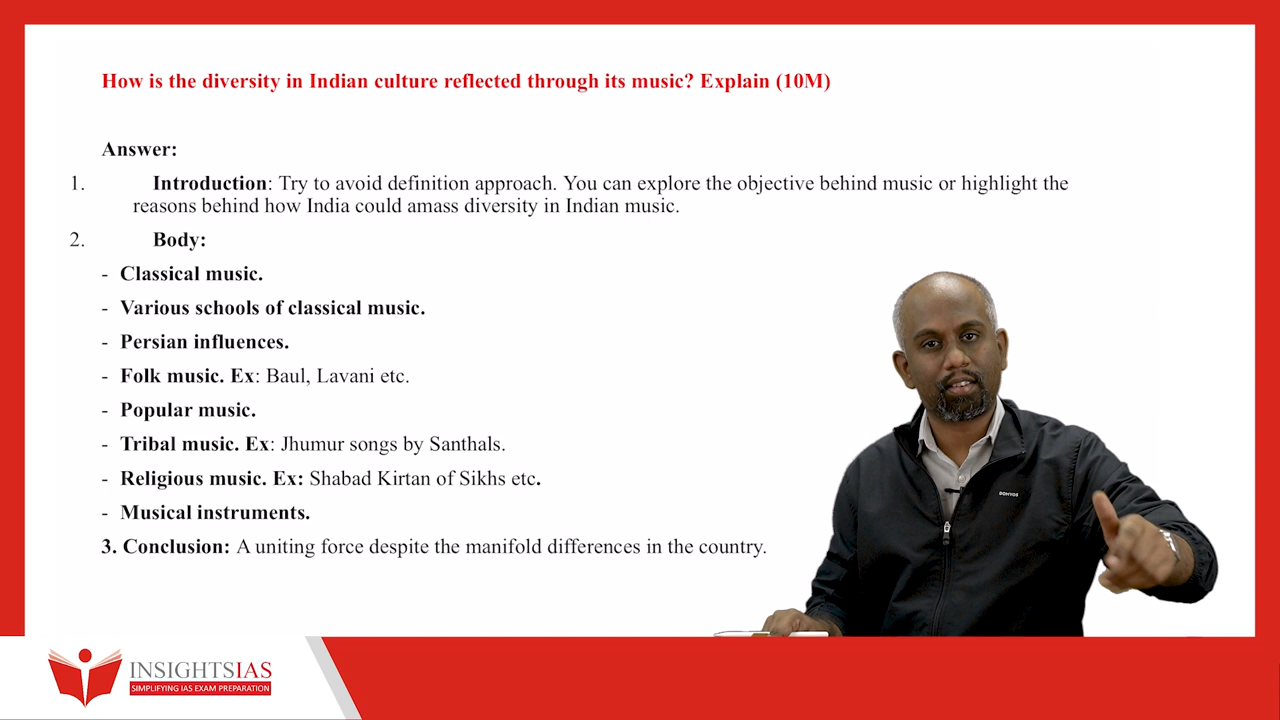 How is the diversity in Indian culture reflected through its music? Explain (10M)
Answer:
1. Introduction: Try to avoid definition approach. You can explore the objective behind music or highlight the
reasons behind how India could amass diversity in Indian music.
2. Body:
- Classical music.
- Various schools of classical music.
- Persian influences.
- Folk music. Ex: Baul, Lavani etc.
- Popular music.
- Tribal music. Ex: Jhumur songs by Santhals.
- Religious music. Ex: Shabad Kirtan of Sikhs etc.
- Musical instruments.
3. Conclusion: A uniting force despite the manifold differences in the country.
DOMYOS
INSIGHTSIAS
SIMPLIFYING IAS EXAM PREPARATION